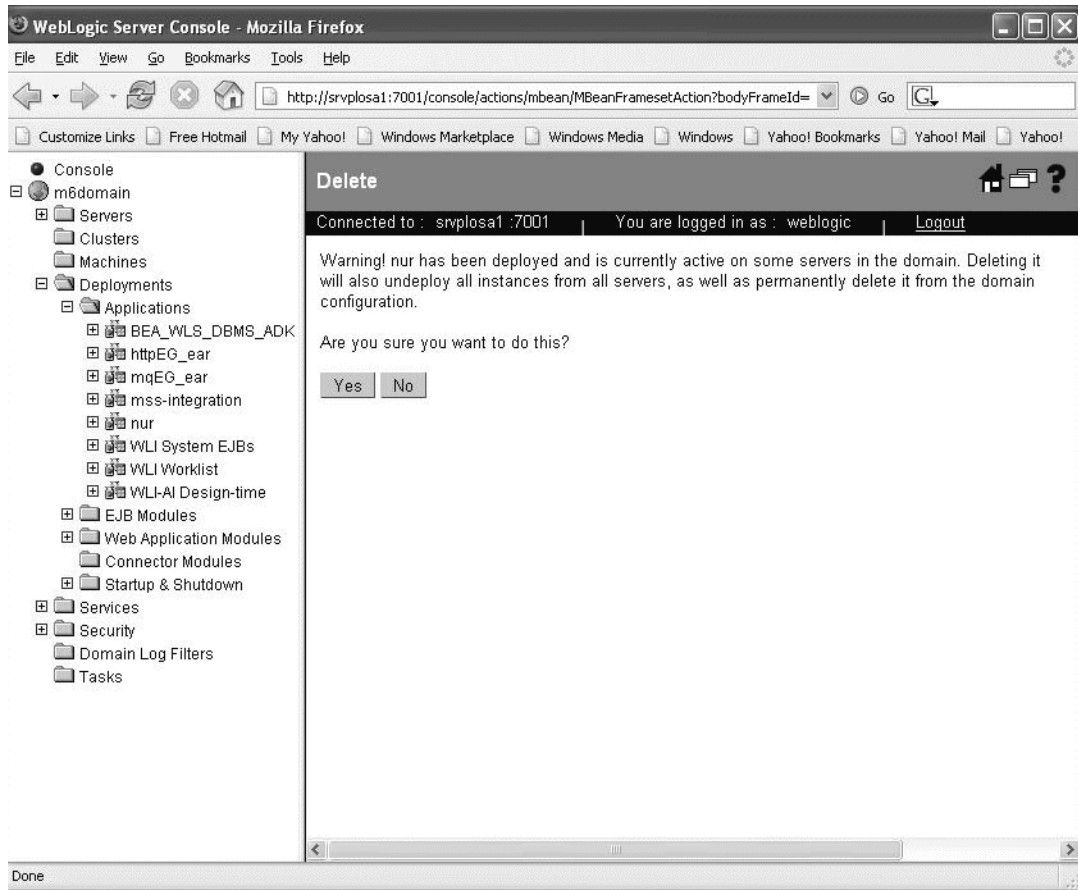 WebLogic Server Console - Mozilla Firefox
File Edit View Go Bookmarks Tools Help
http://srvplosa1:7001/console/actions/mbean/MBeanFramesetAction?bodyFrameId= Go G
Customize Links Free Hotmail My Yahoo! Windows Marketplace Windows Media Windows Yahoo! Bookmarks Yahoo! Mail Yahoo!
Console
m6domain
Servers
Clusters
Machines
Deployments
Applications
BEA_WLS_DBMS_ADK
httpEG_ear
mqEG_ear
mss-integration
nur
WLI System EJBs
WLI Worklist
WLI-AI Design-time
EJB Modules
Web Application Modules
Connector Modules
Startup & Shutdown
Services
Security
Domain Log Filters
Tasks
Delete
?
Connected to : srvplosa1 :7001 | You are logged in as : weblogic | Logout
Warning! nur has been deployed and is currently active on some servers in the domain. Deleting it
will also undeploy all instances from all servers, as well as permanently delete it from the domain
configuration.
Are you sure you want to do this?
Yes No
Done